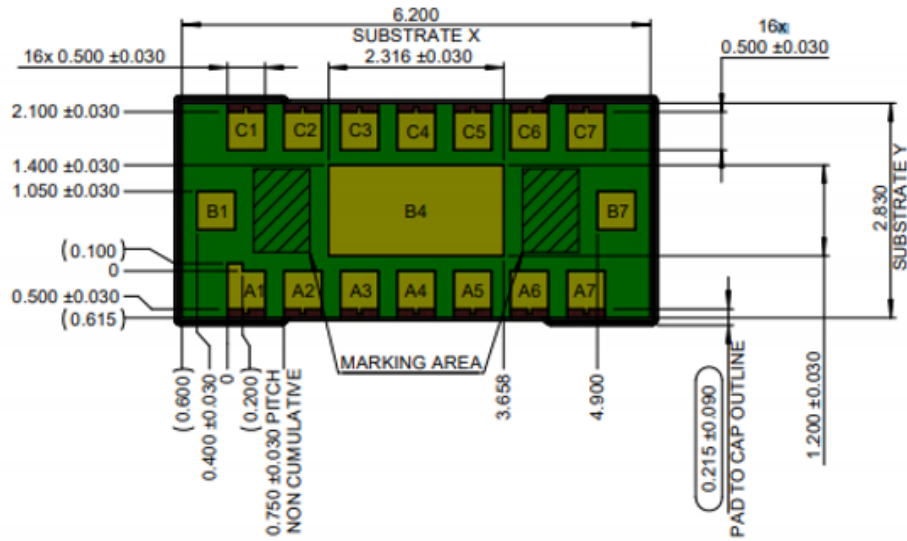 6.200
SUBSTRATE X
16x
0.500 ±0.030
16x 0.500 ±0.030
2.316 ±0.030
2.100 ±0.030
C1 C2 C3 C4 C5 C6 C7
1.400 ±0.030
1.050 ±0.030
B1 B4 B7
2.830
SUBSTRATE Y
(0.100)
0
A1 A2 A3 A4 A5 A6 A7
0.500 ±0.030
(0.615)
MARKING AREA
(0.600)
0.400 ±0.030
0
(0.200)
0.750 ±0.030 PITCH
NON CUMULATIVE
3.658
4.900
0.215 ±0.090
PAD TO CAP OUTLINE
1.200 ±0.030